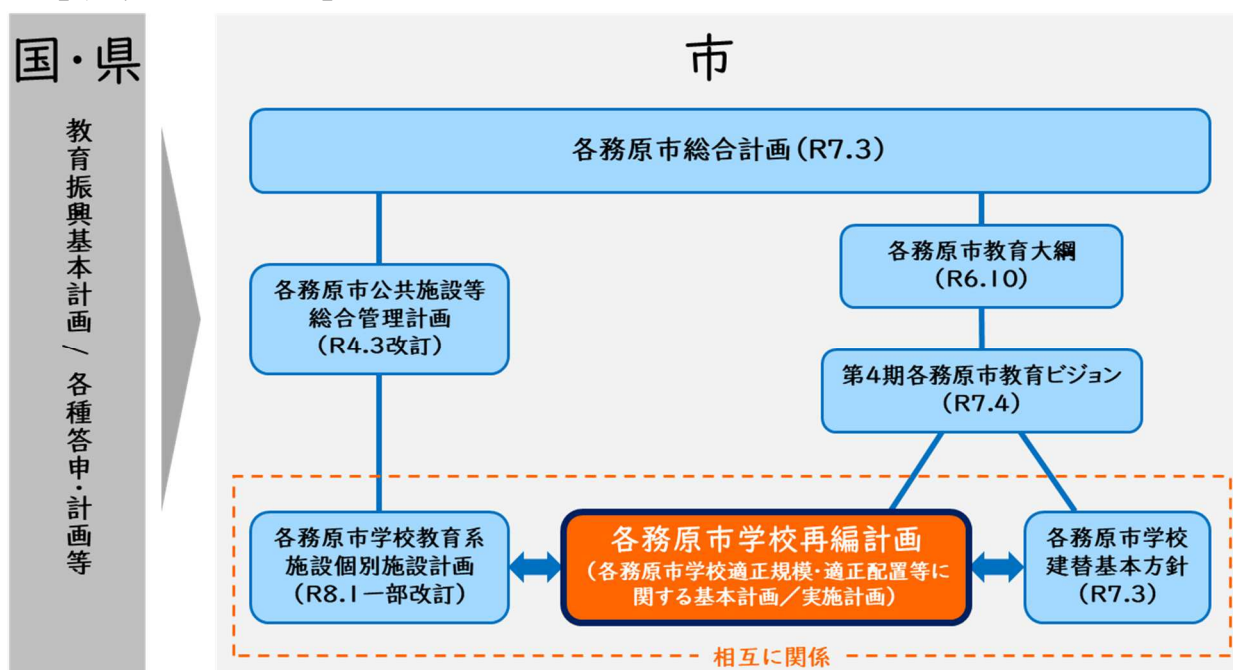 国・県
教育振興基本計画/各種答申・計画等
市
各務原市総合計画(R7.3)
各務原市公共施設等
総合管理計画
(R4.3改訂)
各務原市教育大綱
(R6.10)
第4期各務原市教育ビジョン
(R7.4)
各務原市学校教育系
施設個別施設計画
(R8.1一部改訂)
各務原市学校再編計画
(各務原市学校適正規模・適正配置等に
関する基本計画/実施計画)
各務原市学校
建替基本方針
(R7.3)
相互に関係